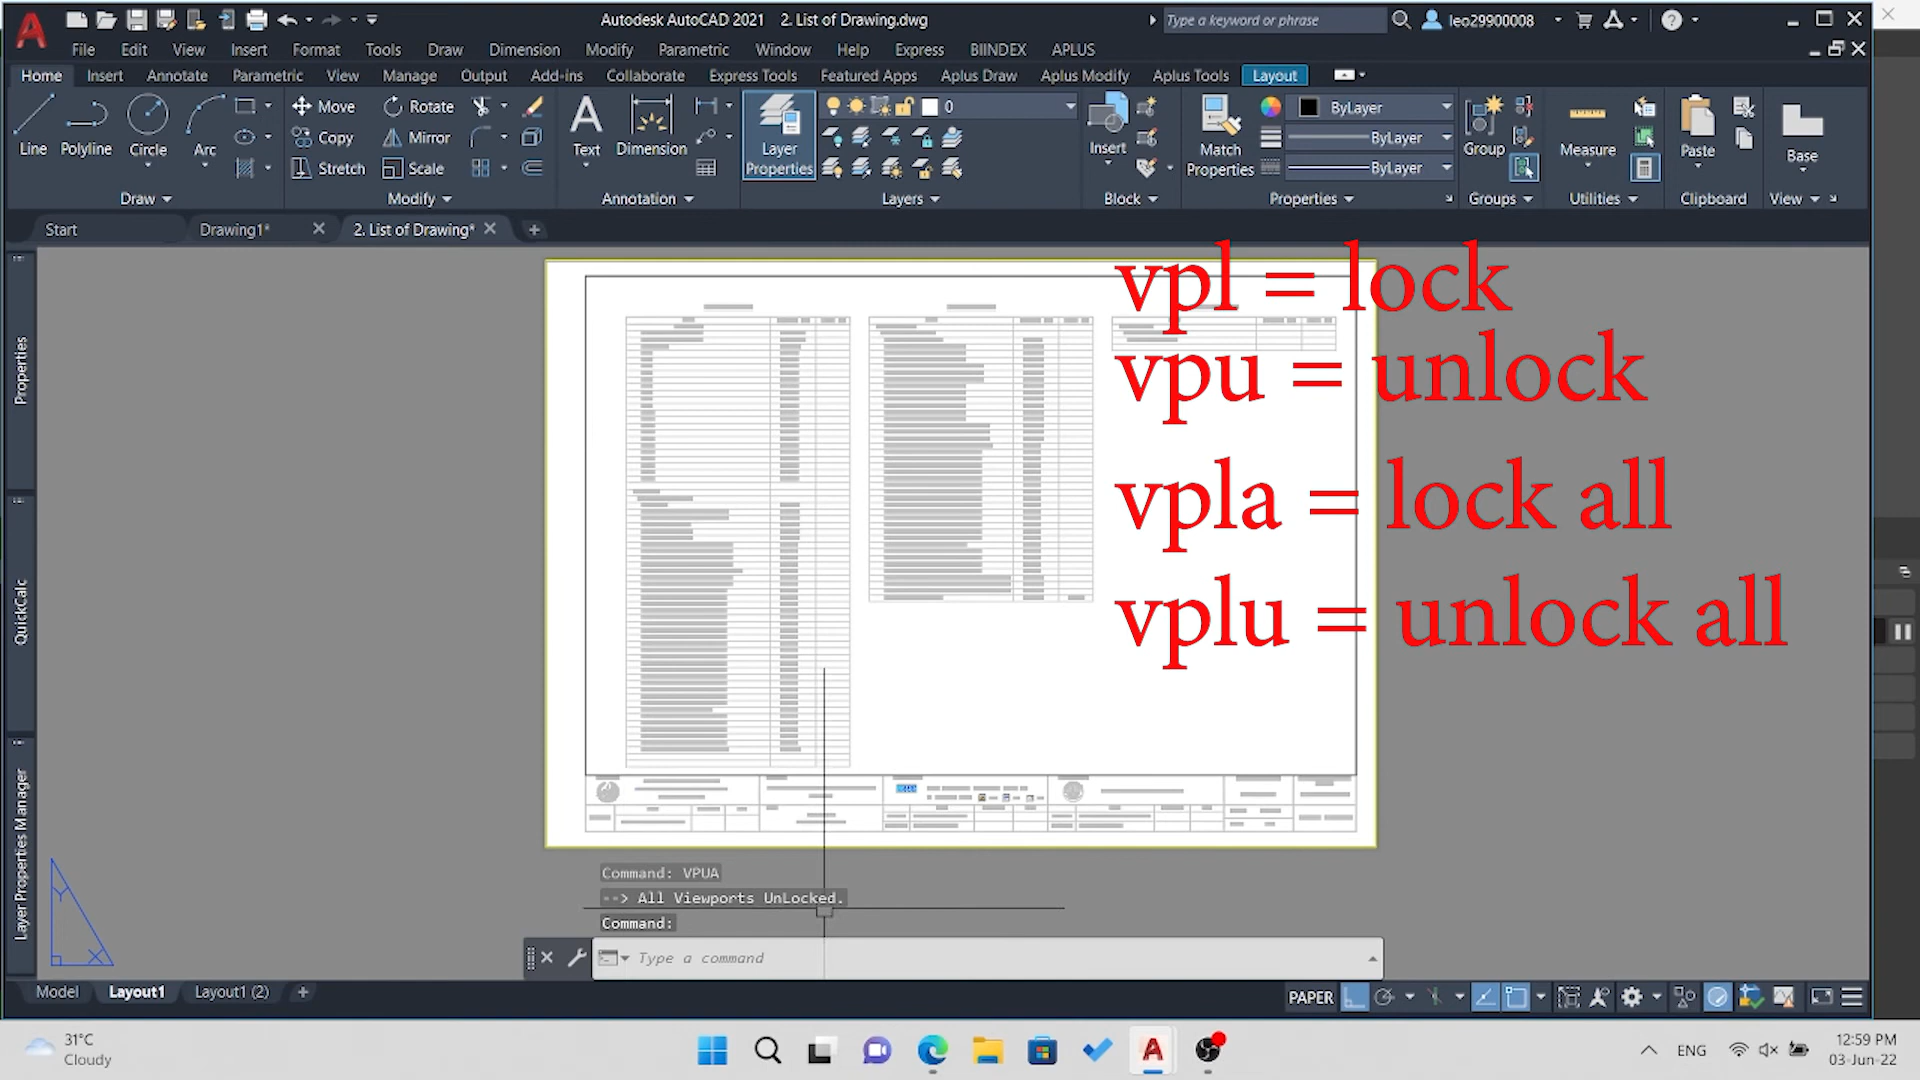 Autodesk AutoCAD 2021 2. List of Drawing.dwg
Type a keyword or phrase
leo29900008
File Edit View Insert Format Tools Draw Dimension Modify Parametric Window Help Express BIINDEX APLUS
Home Insert Annotate Parametric View Manage Output Add-ins Collaborate Express Tools Featured Apps Aplus Draw Aplus Modify Aplus Tools Layout
Line Polyline Circle Arc
Move Rotate
Copy Mirror
Stretch Scale
Text Dimension
Layer Properties
0
Insert
Match Properties
ByLayer
ByLayer
ByLayer
Group Measure Paste Base
Draw Modify Annotation Layers Block Properties Groups Utilities Clipboard View
Start Drawing1* 2. List of Drawing*
Properties
QuickCalc
Layer Properties Manager
vpl = lock
vpu = unlock
vpla = lock all
vplu = unlock all
Y
X
Command: VPUA
--> All Viewports UnLocked.
Command:
Type a command
Model Layout1 Layout1 (2)
PAPER
31°C
Cloudy
ENG
12:59 PM
03-Jun-22